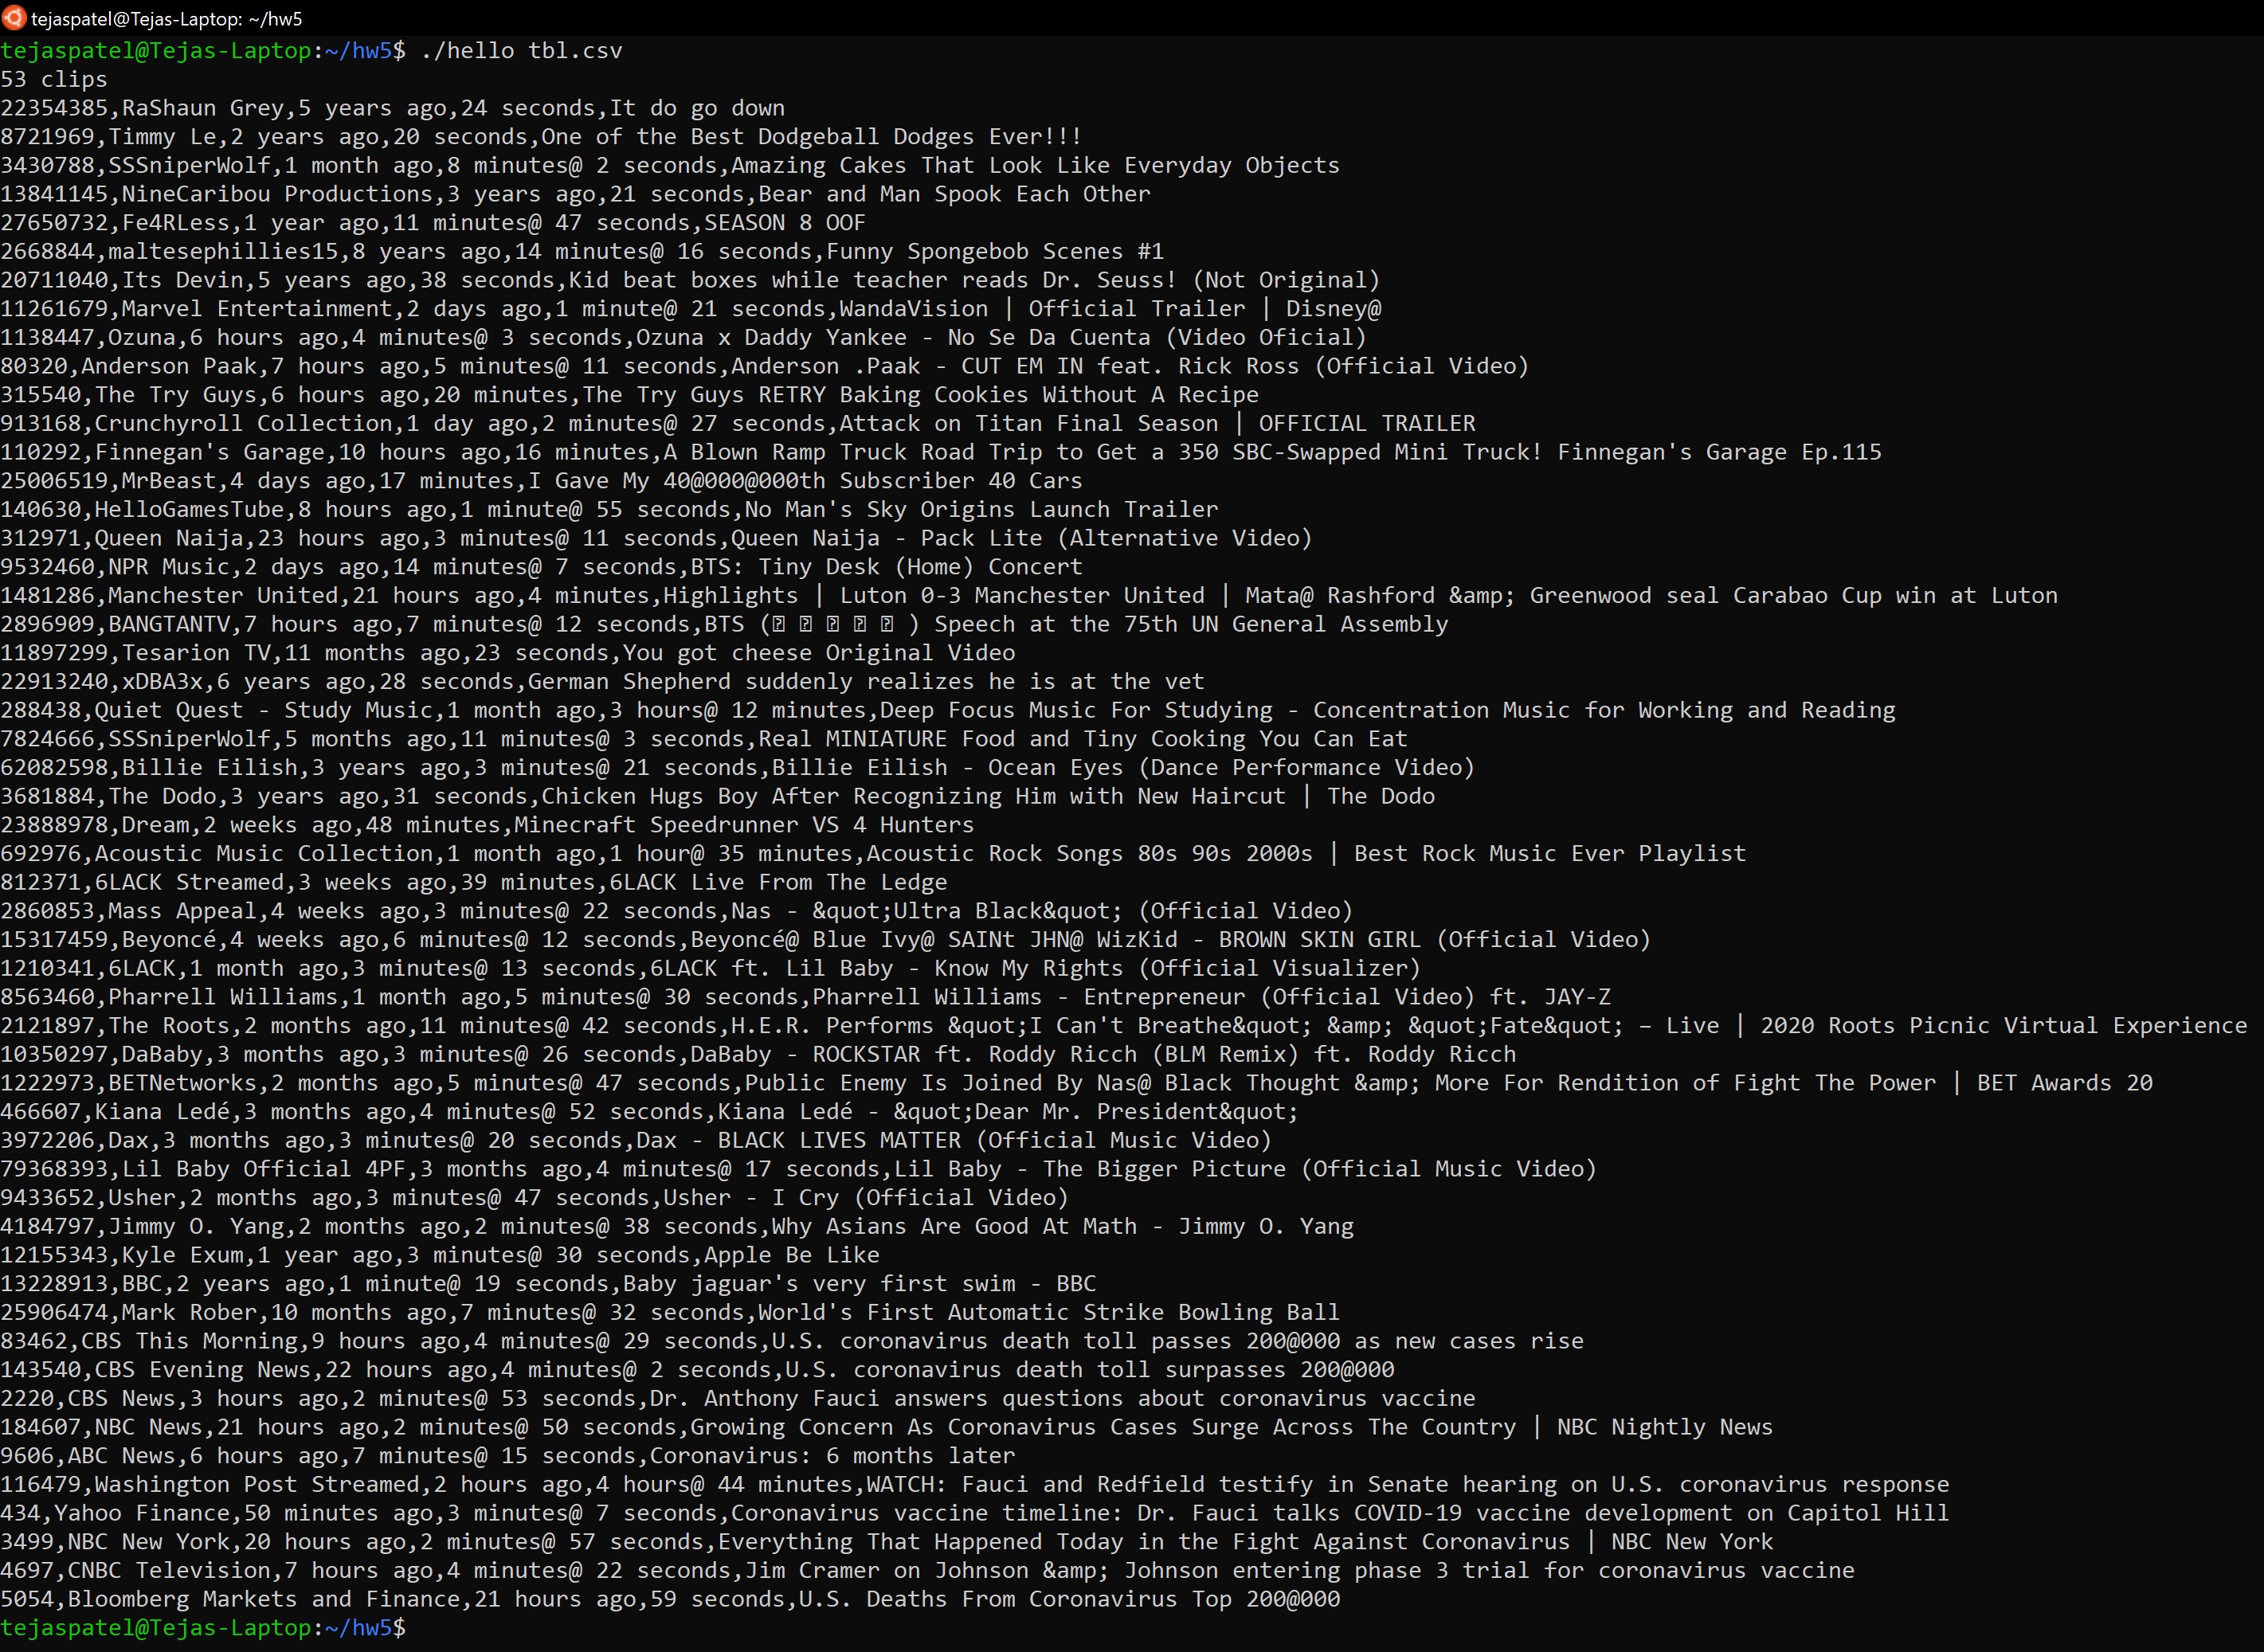 tejaspatel@Tejas-Laptop: ~/hw5
tejaspatel@Tejas-Laptop:~/hw5$ ./hello tbl.csv
53 clips
22354385,RaShaun Grey,5 years ago,24 seconds,It do go down
8721969,Timmy Le,2 years ago,20 seconds,One of the Best Dodgeball Dodges Ever!!!
3430788,SSSniperWolf,1 month ago,8 minutes@ 2 seconds,Amazing Cakes That Look Like Everyday Objects
13841145,NineCaribou Productions,3 years ago,21 seconds,Bear and Man Spook Each Other
27650732,Fe4RLess,1 year ago,11 minutes@ 47 seconds,SEASON 8 OOF
2668844,maltesephillies15,8 years ago,14 minutes@ 16 seconds,Funny Spongebob Scenes #1
20711040,Its Devin,5 years ago,38 seconds,Kid beat boxes while teacher reads Dr. Seuss! (Not Original)
11261679,Marvel Entertainment,2 days ago,1 minute@ 21 seconds,WandaVision | Official Trailer | Disney@
1138447,Ozuna,6 hours ago,4 minutes@ 3 seconds,Ozuna x Daddy Yankee - No Se Da Cuenta (Video Oficial)
80320,Anderson Paak,7 hours ago,5 minutes@ 11 seconds,Anderson .Paak - CUT EM IN feat. Rick Ross (Official Video)
315540,The Try Guys,6 hours ago,20 minutes,The Try Guys RETRY Baking Cookies Without A Recipe
913168,Crunchyroll Collection,1 day ago,2 minutes@ 27 seconds,Attack on Titan Final Season | OFFICIAL TRAILER
110292,Finnegan's Garage,10 hours ago,16 minutes,A Blown Ramp Truck Road Trip to Get a 350 SBC-Swapped Mini Truck! Finnegan's Garage Ep.115
25006519,MrBeast,4 days ago,17 minutes,I Gave My 40@000@000th Subscriber 40 Cars
140630,HelloGamesTube,8 hours ago,1 minute@ 55 seconds,No Man's Sky Origins Launch Trailer
312971,Queen Naija,23 hours ago,3 minutes@ 11 seconds,Queen Naija - Pack Lite (Alternative Video)
9532460,NPR Music,2 days ago,14 minutes@ 7 seconds,BTS: Tiny Desk (Home) Concert
1481286,Manchester United,21 hours ago,4 minutes,Highlights | Luton 0-3 Manchester United | Mata@ Rashford &amp; Greenwood seal Carabao Cup win at Luton
2896909,BANGTANTV,7 hours ago,7 minutes@ 12 seconds,BTS ( ) Speech at the 75th UN General Assembly
11897299,Tesarion TV,11 months ago,23 seconds,You got cheese Original Video
22913240,xDBA3x,6 years ago,28 seconds,German Shepherd suddenly realizes he is at the vet
288438,Quiet Quest - Study Music,1 month ago,3 hours@ 12 minutes,Deep Focus Music For Studying - Concentration Music for Working and Reading
7824666,SSSniperWolf,5 months ago,11 minutes@ 3 seconds,Real MINIATURE Food and Tiny Cooking You Can Eat
62082598,Billie Eilish,3 years ago,3 minutes@ 21 seconds,Billie Eilish - Ocean Eyes (Dance Performance Video)
3681884,The Dodo,3 years ago,31 seconds,Chicken Hugs Boy After Recognizing Him with New Haircut | The Dodo
23888978,Dream,2 weeks ago,48 minutes,Minecraft Speedrunner VS 4 Hunters
692976,Acoustic Music Collection,1 month ago,1 hour@ 35 minutes,Acoustic Rock Songs 80s 90s 2000s | Best Rock Music Ever Playlist
812371,6LACK Streamed,3 weeks ago,39 minutes,6LACK Live From The Ledge
2860853,Mass Appeal,4 weeks ago,3 minutes@ 22 seconds,Nas - &quot;Ultra Black&quot; (Official Video)
15317459,Beyoncé,4 weeks ago,6 minutes@ 12 seconds,Beyoncé@ Blue Ivy@ SAINt JHN@ WizKid - BROWN SKIN GIRL (Official Video)
1210341,6LACK,1 month ago,3 minutes@ 13 seconds,6LACK ft. Lil Baby - Know My Rights (Official Visualizer)
8563460,Pharrell Williams,1 month ago,5 minutes@ 30 seconds,Pharrell Williams - Entrepreneur (Official Video) ft. JAY-Z
2121897,The Roots,2 months ago,11 minutes@ 42 seconds,H.E.R. Performs &quot;I Can't Breathe&quot; &amp; &quot;Fate&quot; – Live | 2020 Roots Picnic Virtual Experience
10350297,DaBaby,3 months ago,3 minutes@ 26 seconds,DaBaby - ROCKSTAR ft. Roddy Ricch (BLM Remix) ft. Roddy Ricch
1222973,BETNetworks,2 months ago,5 minutes@ 47 seconds,Public Enemy Is Joined By Nas@ Black Thought &amp; More For Rendition of Fight The Power | BET Awards 20
466607,Kiana Ledé,3 months ago,4 minutes@ 52 seconds,Kiana Ledé - &quot;Dear Mr. President&quot;
3972206,Dax,3 months ago,3 minutes@ 20 seconds,Dax - BLACK LIVES MATTER (Official Music Video)
79368393,Lil Baby Official 4PF,3 months ago,4 minutes@ 17 seconds,Lil Baby - The Bigger Picture (Official Music Video)
9433652,Usher,2 months ago,3 minutes@ 47 seconds,Usher - I Cry (Official Video)
4184797,Jimmy O. Yang,2 months ago,2 minutes@ 38 seconds,Why Asians Are Good At Math - Jimmy O. Yang
12155343,Kyle Exum,1 year ago,3 minutes@ 30 seconds,Apple Be Like
13228913,BBC,2 years ago,1 minute@ 19 seconds,Baby jaguar's very first swim - BBC
25906474,Mark Rober,10 months ago,7 minutes@ 32 seconds,World's First Automatic Strike Bowling Ball
83462,CBS This Morning,9 hours ago,4 minutes@ 29 seconds,U.S. coronavirus death toll passes 200@000 as new cases rise
143540,CBS Evening News,22 hours ago,4 minutes@ 2 seconds,U.S. coronavirus death toll surpasses 200@000
2220,CBS News,3 hours ago,2 minutes@ 53 seconds,Dr. Anthony Fauci answers questions about coronavirus vaccine
184607,NBC News,21 hours ago,2 minutes@ 50 seconds,Growing Concern As Coronavirus Cases Surge Across The Country | NBC Nightly News
9606,ABC News,6 hours ago,7 minutes@ 15 seconds,Coronavirus: 6 months later
116479,Washington Post Streamed,2 hours ago,4 hours@ 44 minutes,WATCH: Fauci and Redfield testify in Senate hearing on U.S. coronavirus response
434,Yahoo Finance,50 minutes ago,3 minutes@ 7 seconds,Coronavirus vaccine timeline: Dr. Fauci talks COVID-19 vaccine development on Capitol Hill
3499,NBC New York,20 hours ago,2 minutes@ 57 seconds,Everything That Happened Today in the Fight Against Coronavirus | NBC New York
4697,CNBC Television,7 hours ago,4 minutes@ 22 seconds,Jim Cramer on Johnson &amp; Johnson entering phase 3 trial for coronavirus vaccine
5054,Bloomberg Markets and Finance,21 hours ago,59 seconds,U.S. Deaths From Coronavirus Top 200@000
tejaspatel@Tejas-Laptop:~/hw5$